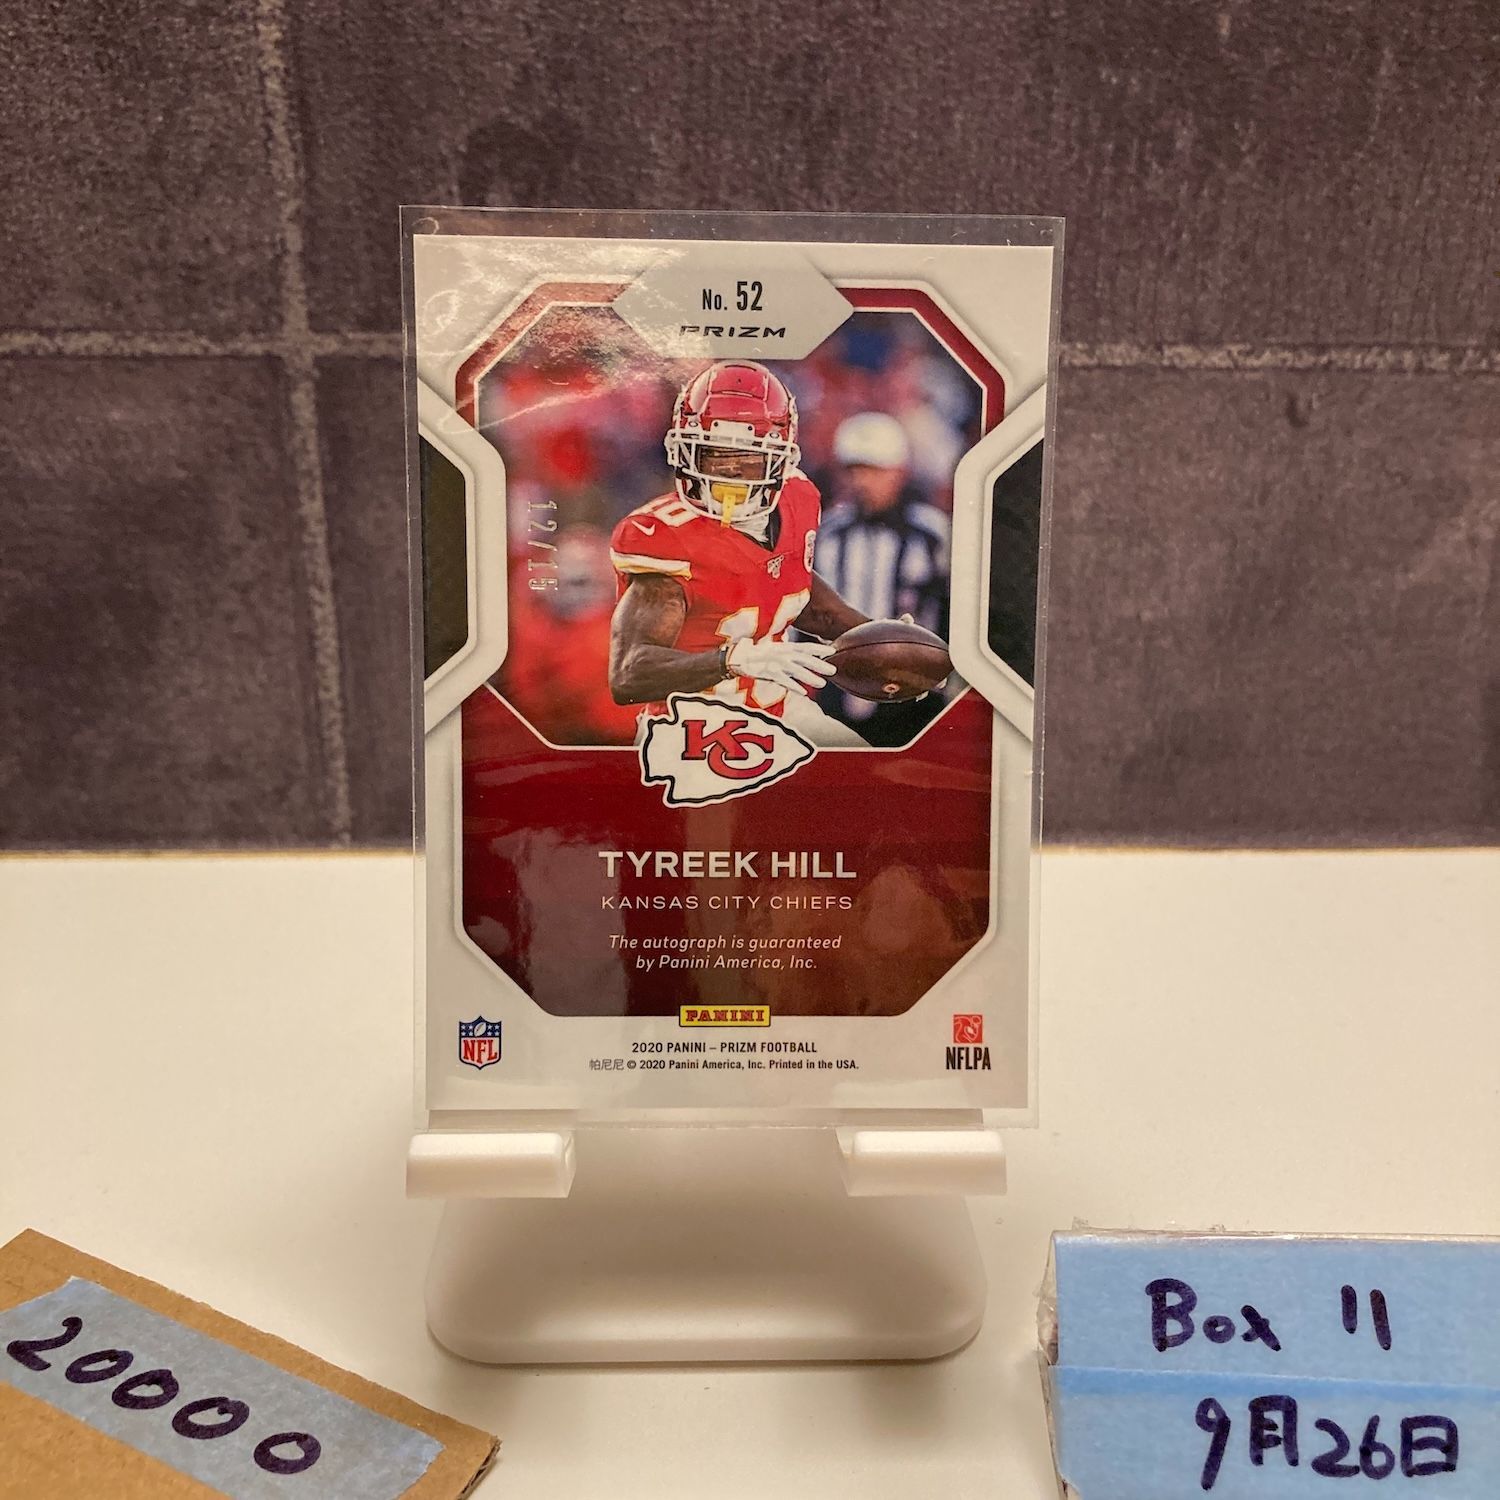 No. 52
PRIZM
12/15
10
10
KC
TYREEK HILL
KANSAS CITY CHIEFS
The autograph is guaranteed
by Panini America, Inc.
PANINI
NFL
NFLPA
2020 PANINI – PRIZM FOOTBALL
帕尼尼 © 2020 Panini America, Inc. Printed in the USA.
20000
Box 11
9月26日